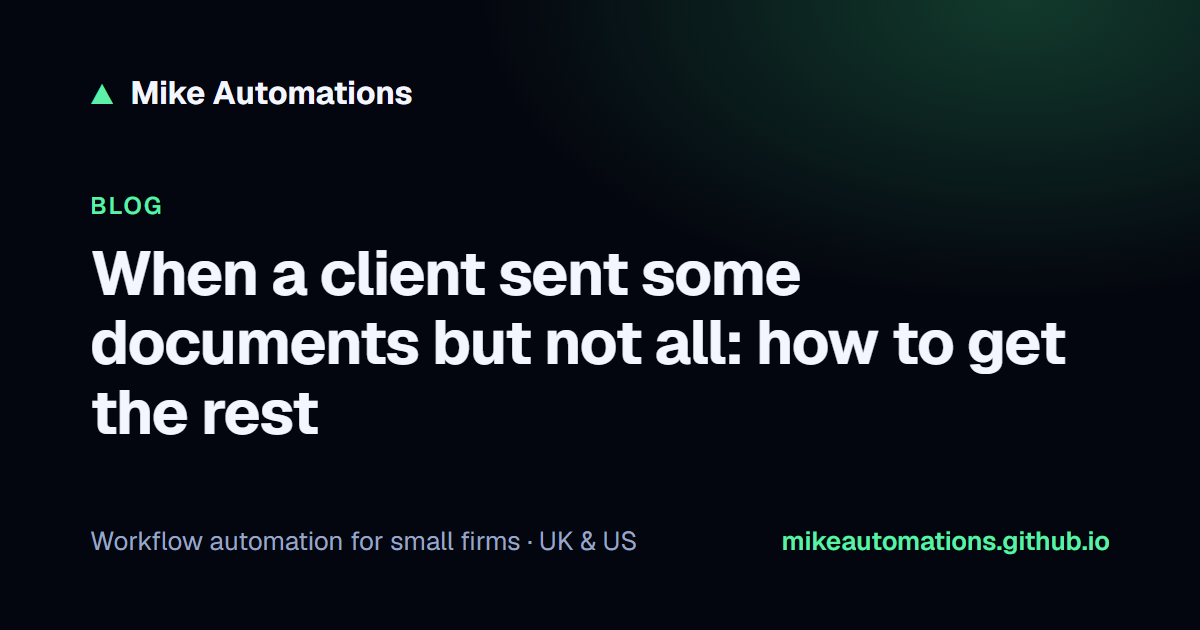 Mike Automations
BLOG
When a client sent some
documents but not all: how to get
the rest
Workflow automation for small firms · UK & US
mikeautomations.github.io